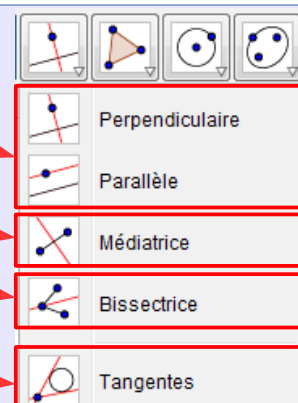 Perpendiculaire
Parallèle
Médiatrice
Bissectrice
Tangentes